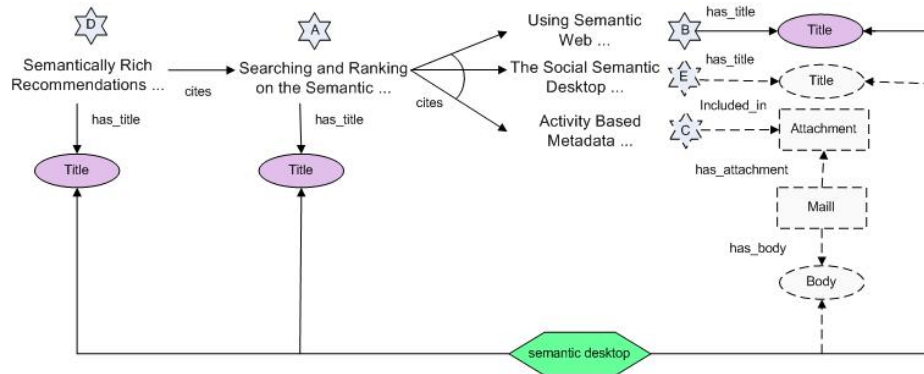 D
A
Using Semantic
Web ...
B
has_title
Title
Semantically Rich
Recommendations ...
cites
Searching and Ranking
on the Semantic ...
cites
The Social Semantic
Desktop ...
E
has_title
Title
has_title
has_title
Activity Based
Metadata ...
C
Included_in
Attachment
Title
Title
has_attachment
Maill
has_body
Body
semantic desktop